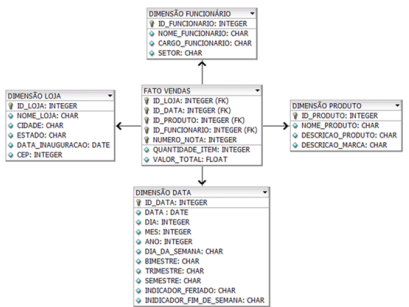 DIMENSÃO FUNCIONÁRIO
ID_FUNCIONARIO: INTEGER
NOME_FUNCIONARIO: CHAR
CARGO_FUNCIONARIO: CHAR
SETOR: CHAR
DIMENSÃO LOJA
ID_LOJA: INTEGER
NOME_LOJA: CHAR
CIDADE: CHAR
ESTADO: CHAR
DATA_INAUGURACAO: DATE
CEP: INTEGER
FATO VENDAS
ID_LOJA: INTEGER (FK)
ID_DATA: INTEGER (FK)
ID_PRODUTO: INTEGER (FK)
ID_FUNCIONARIO: INTEGER (FK)
NUMERO_NOTA: INTEGER
QUANTIDADE_ITEM: INTEGER
VALOR_TOTAL: FLOAT
DIMENSÃO PRODUTO
ID_PRODUTO: INTEGER
NOME_PRODUTO: CHAR
DESCRICAO_PRODUTO: CHAR
DESCRICAO_MARCA: CHAR
DIMENSÃO DATA
ID_DATA: INTEGER
DATA : DATE
DIA: INTEGER
MES: INTEGER
ANO: INTEGER
DIA_DA_SEMANA: CHAR
BIMESTRE: CHAR
TRIMESTRE: CHAR
SEMESTRE: CHAR
INDICADOR_FERIADO: CHAR
INIDICADOR_FIM_DE_SEMANA: CHAR